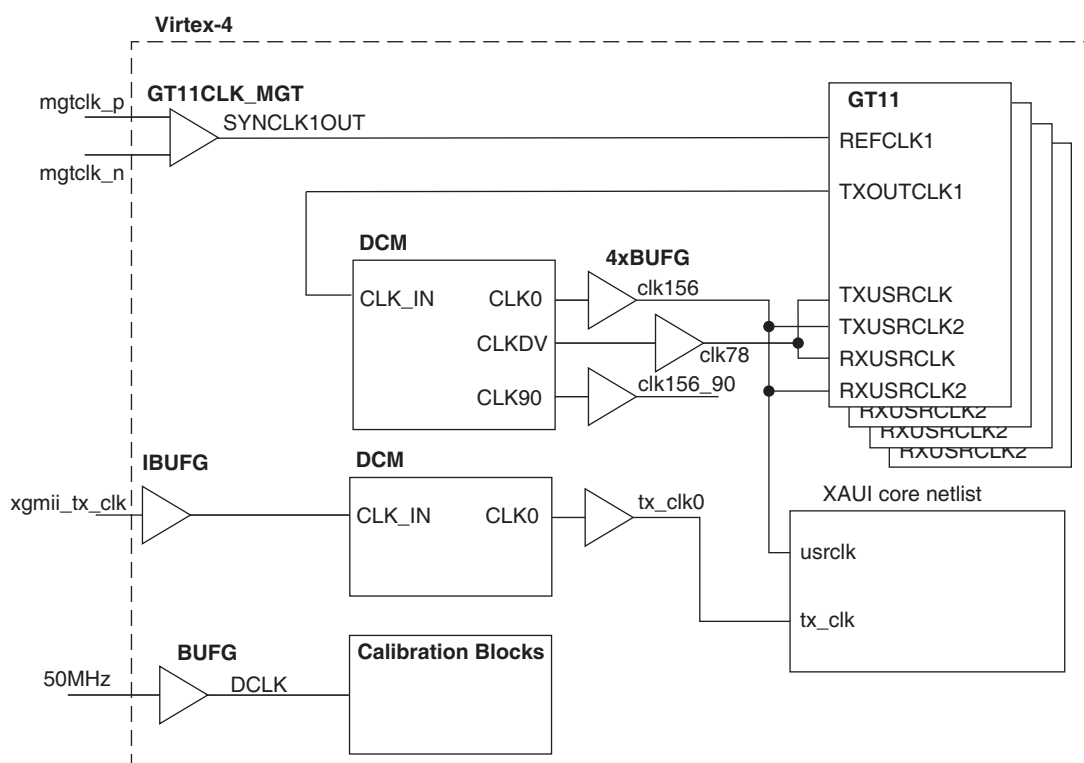 Virtex-4
mgtclk_p
GT11CLK_MGT
SYNCLK1OUT
mgtclk_n
GT11
REFCLK1
TXOUTCLK1
DCM
4xBUFG
CLK_IN
CLK0
clk156
CLKDV
clk78
CLK90
clk156_90
TXUSRCLK
TXUSRCLK2
RXUSRCLK
RXUSRCLK2
RXUSRCLK2
RXUSRCLK2
RXUSRCLK2
IBUFG
xgmii_tx_clk
DCM
CLK_IN
CLK0
tx_clk0
XAUI core netlist
usrclk
tx_clk
BUFG
50MHz
DCLK
Calibration Blocks